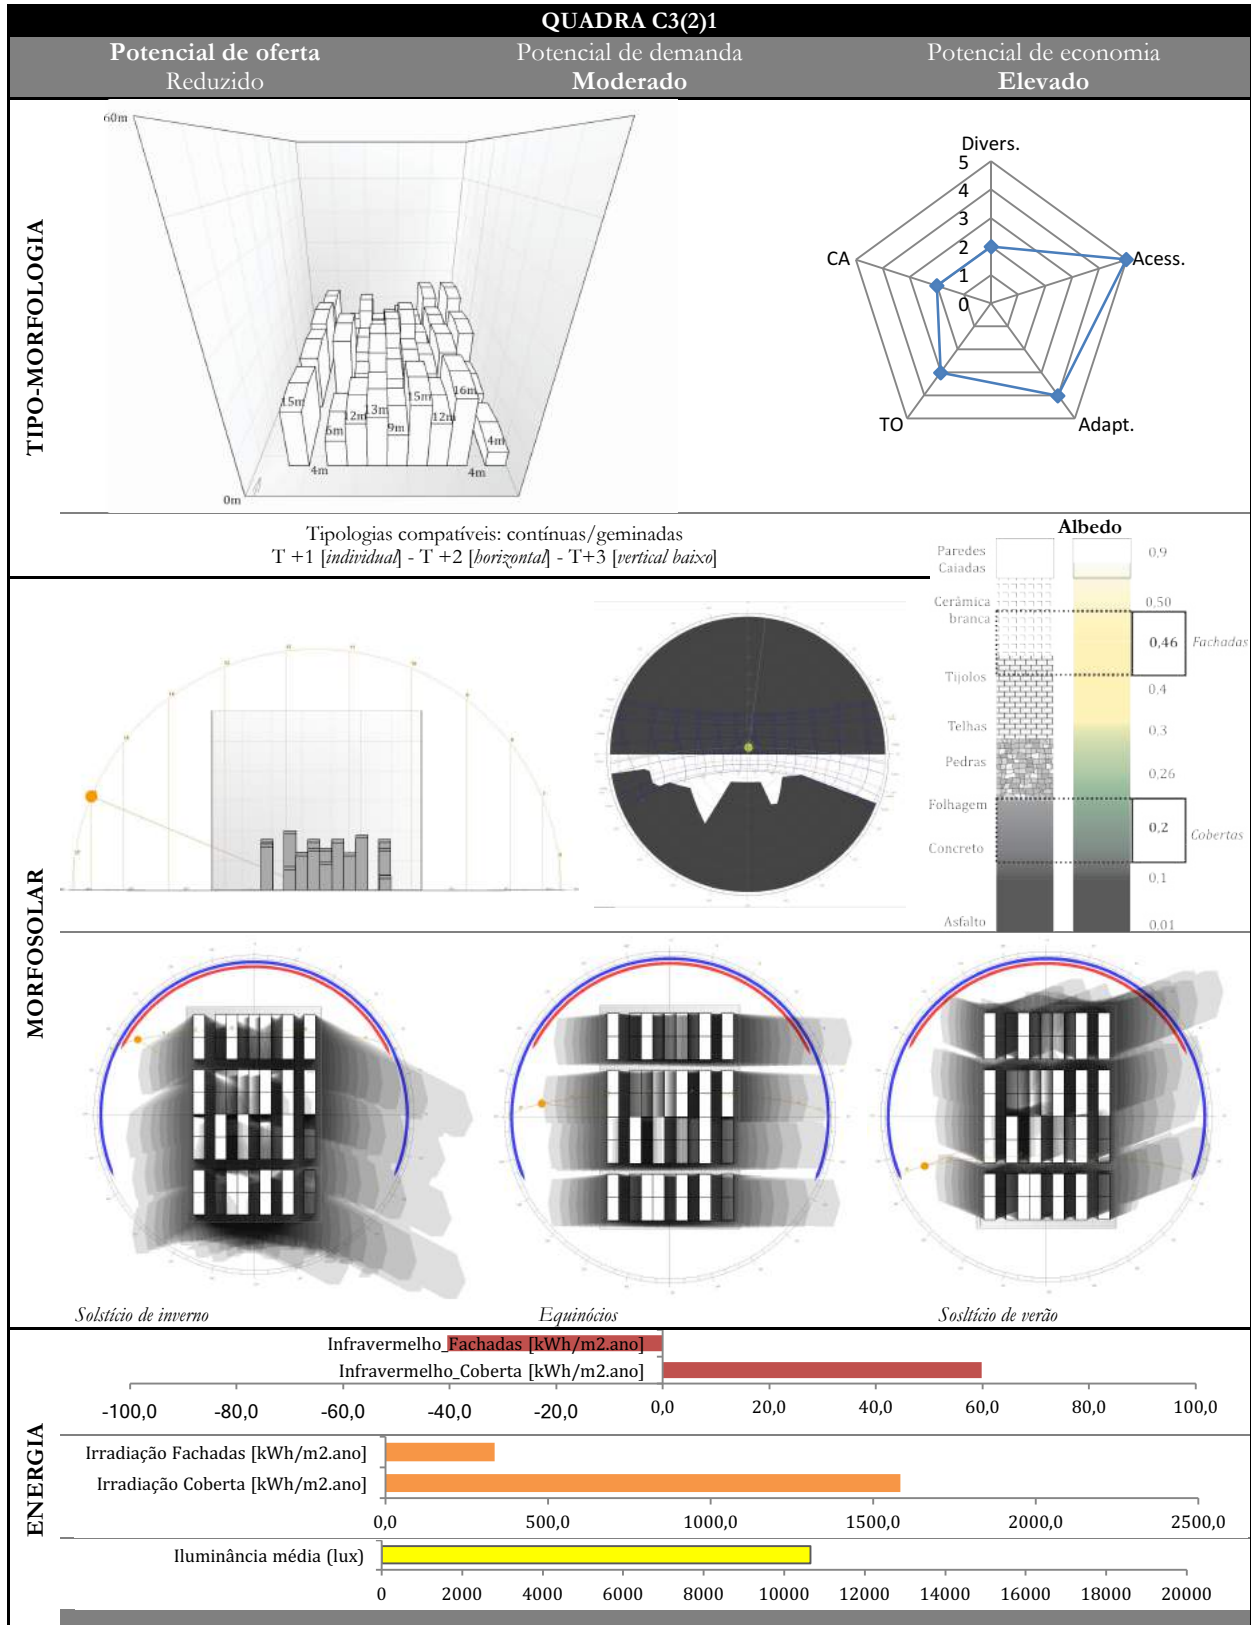 QUADRA C3(2)1
Potencial de oferta
Reduzido
Potencial de demanda
Moderado
Potencial de economia
Elevado
TIPO-MORFOLOGIA
60m
15m
6m
12m
13m
9m
15m
12m
16m
4m
4m
4m
0m
Divers.
5
4
3
2
1
0
CA
Acess.
TO
Adapt.
Tipologias compatíveis: contínuas/geminadas
T +1 [individual] - T +2 [horizontal] - T+3 [vertical baixo]
Albedo
Paredes
Caiadas
0,9
Cerâmica
branca
0,50
0,46
Fachadas
Tijolos
0,4
Telhas
0,3
Pedras
0,26
Folhagem
0,2
Cobertas
Concreto
0,1
Asfalto
0,01
MORFOSOLAR
Solstício de inverno
Equinócios
Sosltício de verão
ENERGIA
Infravermelho_Fachadas [kWh/m2.ano]
Infravermelho_Coberta [kWh/m2.ano]
-100,0 -80,0 -60,0 -40,0 -20,0 0,0 20,0 40,0 60,0 80,0 100,0
Irradiação Fachadas [kWh/m2.ano]
Irradiação Coberta [kWh/m2.ano]
0,0 500,0 1000,0 1500,0 2000,0 2500,0
Iluminância média (lux)
0 2000 4000 6000 8000 10000 12000 14000 16000 18000 20000